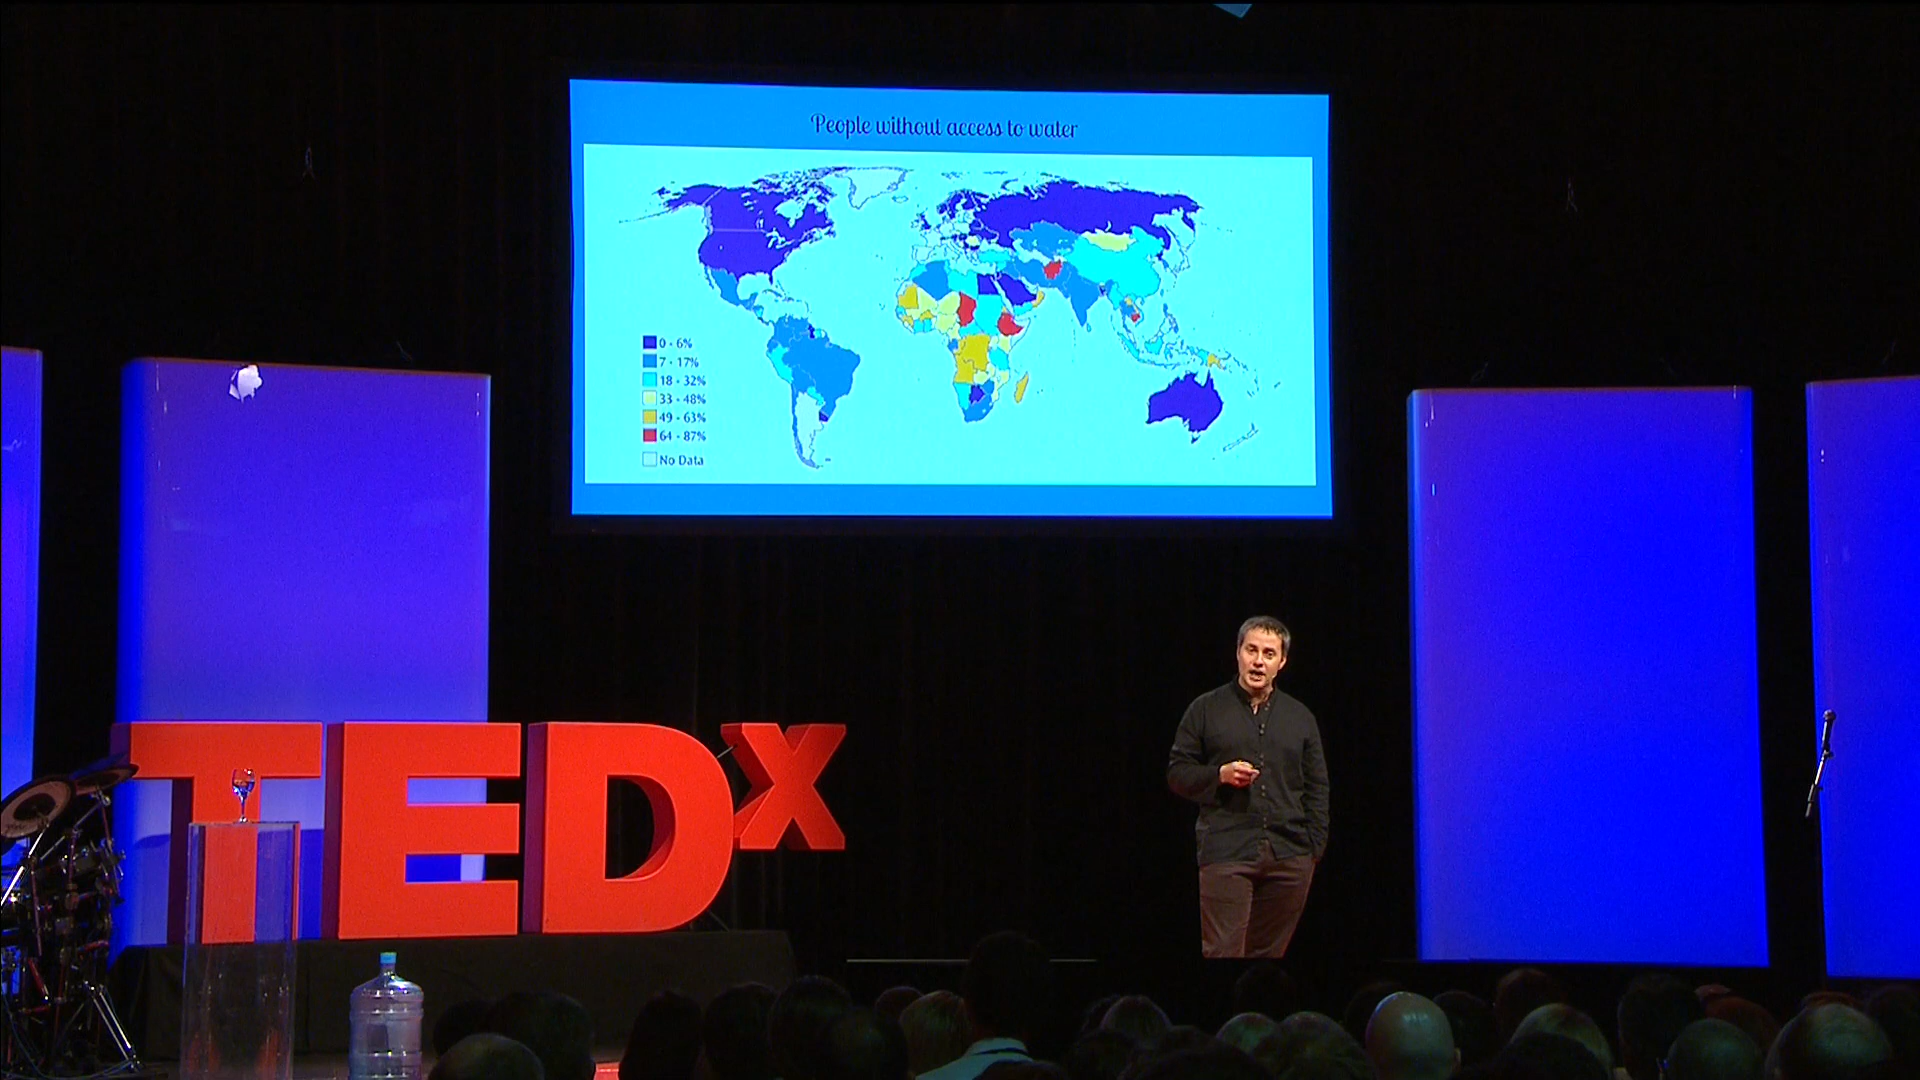 People without access to water
0 - 6%
7 - 17%
18 - 32%
33 - 48%
49 - 63%
64 - 87%
No Data
TEDx